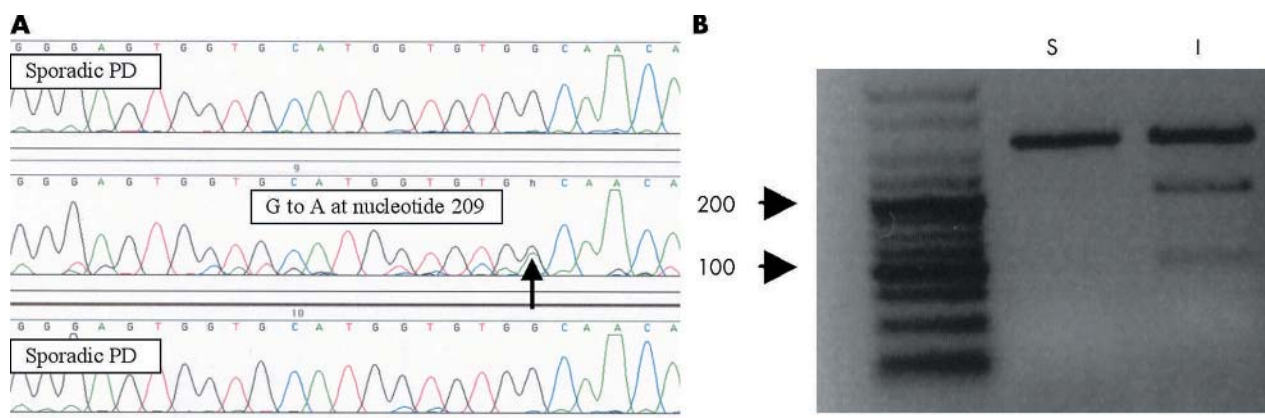 A
G G G A G T G G T G C A T G G T G T G G C A A C A
Sporadic PD
9
G G G A G T G G T G C A T G G T G T G h C A A C A
G to A at nucleotide 209
10
G G G A G T G G T G C A T G G T G T G G C A A C A
Sporadic PD
B
S I
200
100